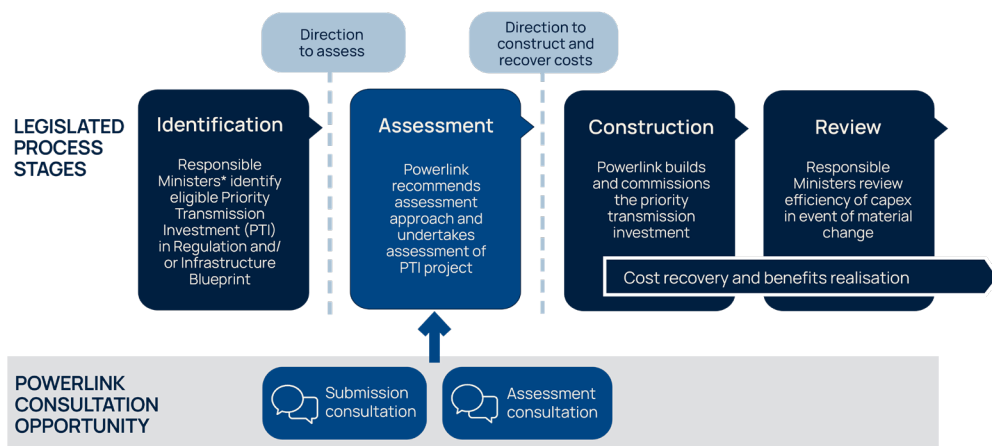 Direction
to assess
Direction to
construct and
recover costs
LEGISLATED
PROCESS
STAGES
Identification
Responsible
Ministers* identify
eligible Priority
Transmission
Investment (PTI)
in Regulation and/
or Infrastructure
Blueprint
Assessment
Powerlink
recommends
assessment
approach and
undertakes
assessment of
PTI project
Construction
Powerlink builds
and commissions
the priority
transmission
investment
Review
Responsible
Ministers review
efficiency of capex
in event of material
change
Cost recovery and benefits realisation
POWERLINK
CONSULTATION
OPPORTUNITY
Submission
consultation
Assessment
consultation